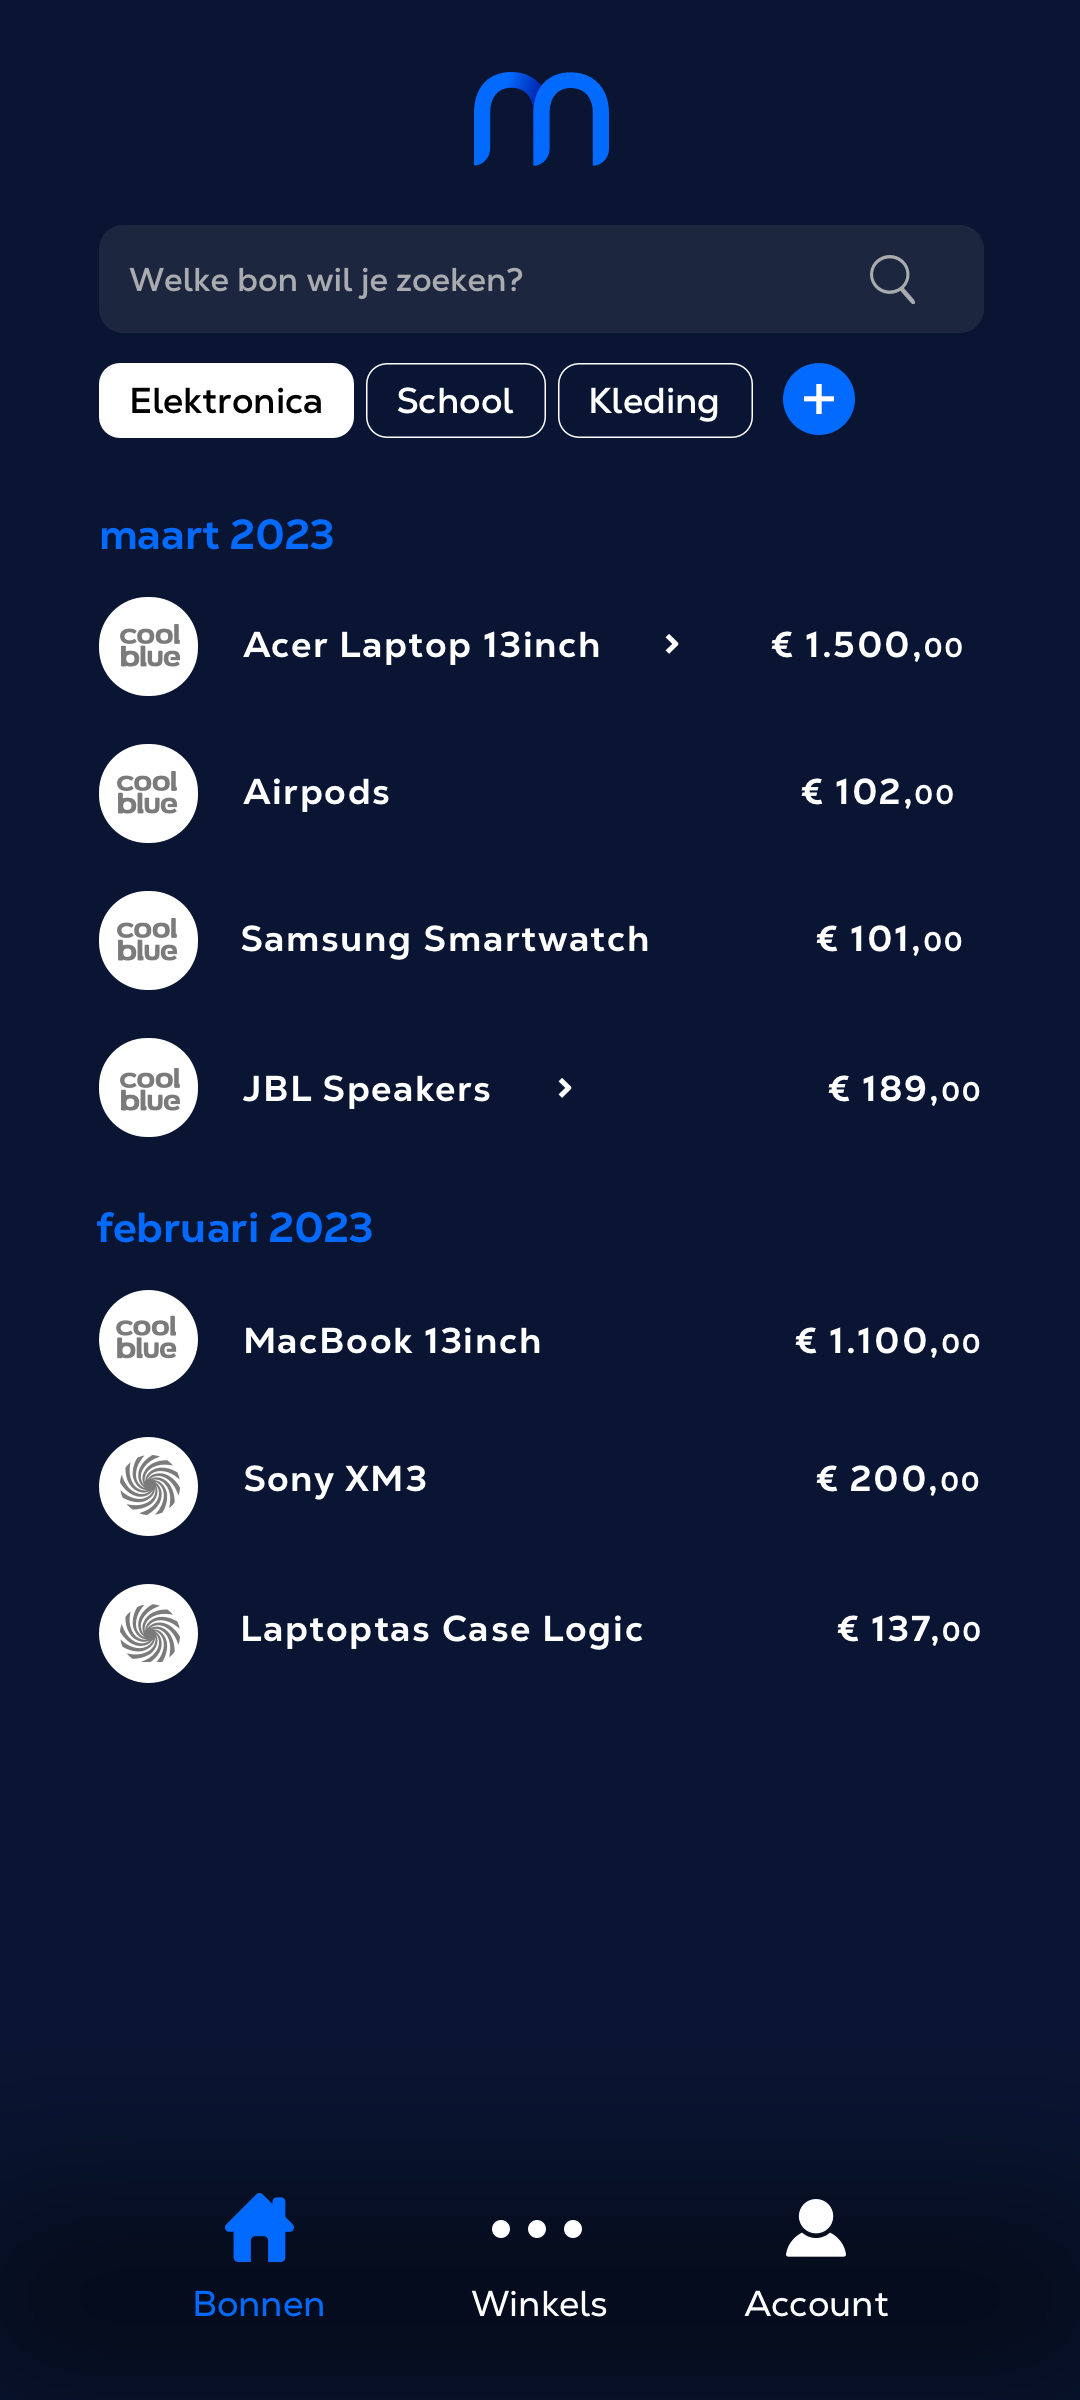 m
Welke bon wil je zoeken?
Elektronica School Kleding
maart 2023
cool
blue
Acer Laptop 13inch € 1.500,00
cool
blue
Airpods € 102,00
cool
blue
Samsung Smartwatch € 101,00
cool
blue
JBL Speakers € 189,00
februari 2023
cool
blue
MacBook 13inch € 1.100,00
Sony XM3 € 200,00
Laptoptas Case Logic € 137,00
Bonnen Winkels Account